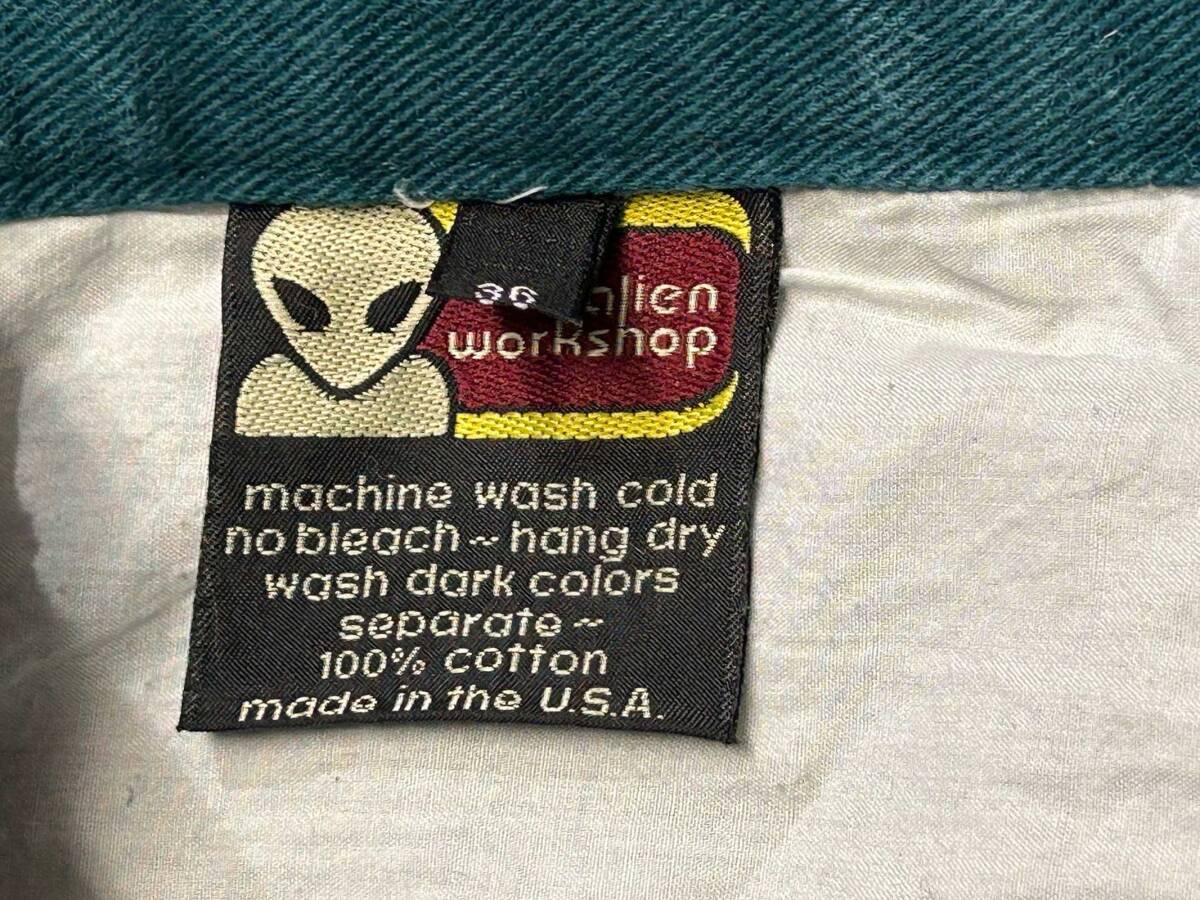 36
alien
workshop
machine wash cold
no bleach ~ hang dry
wash dark colors
separate ~
100% cotton
made in the U.S.A.